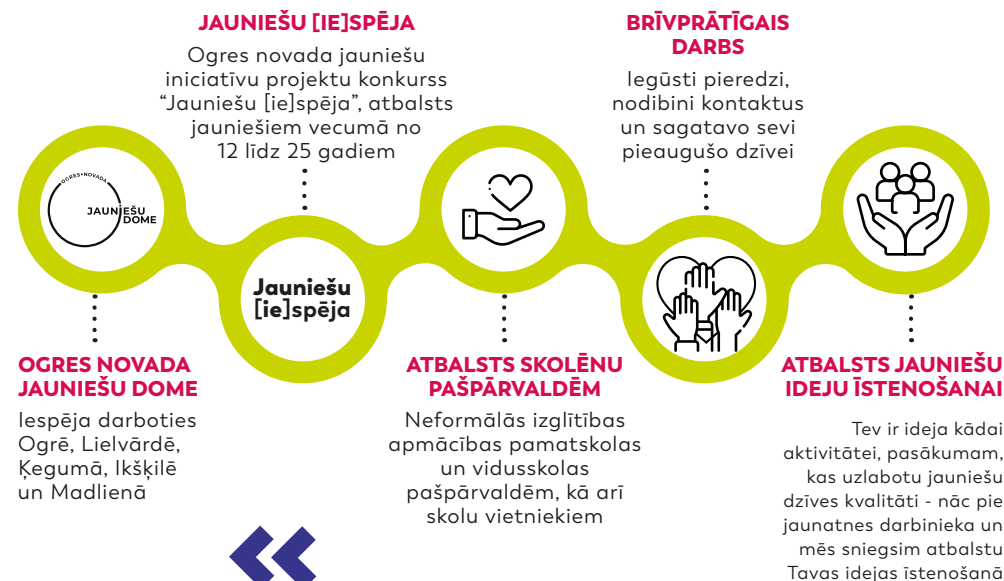 JAUNIEŠU [IE]SPĒJA
Ogres novada jauniešu
iniciatīvu projektu konkurss
“Jauniešu [ie]spēja”, atbalsts
jauniešiem vecumā no
12 līdz 25 gadiem
BRĪVPRĀTĪGAIS
DARBS
Iegūsti pieredzi,
nodibini kontaktus
un sagatavo sevi
pieaugušo dzīvei
OGRES•NOVADA
JAUNIEŠU
DOME
Jauniešu
[ie]spēja
OGRES NOVADA
JAUNIEŠU DOME
Iespēja darboties
Ogrē, Lielvārdē,
Ķegumā, Ikšķilē
un Madlienā
ATBALSTS SKOLĒNU
PAŠPĀRVALDĒM
Neformālās izglītības
apmācības pamatskolas
un vidusskolas
pašpārvaldēm, kā arī
skolu vietniekiem
ATBALSTS JAUNIEŠU
IDEJU ĪSTENOŠANAI
Tev ir ideja kādai
aktivitātei, pasākumam,
kas uzlabotu jauniešu
dzīves kvalitāti - nāc pie
jaunatnes darbinieka un
mēs sniegsim atbalstu
Tavas idejas īstenošanā